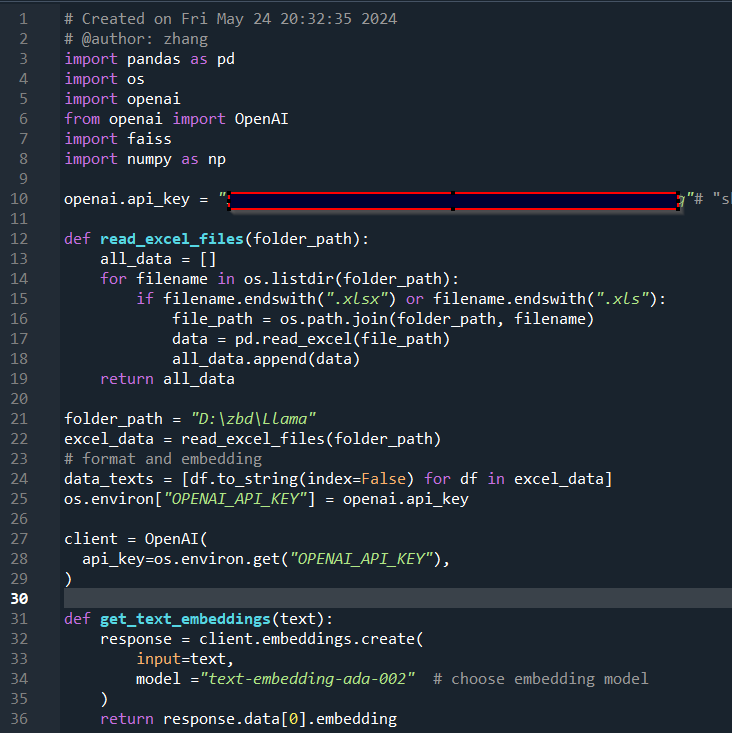 1 # Created on Fri May 24 20:32:35 2024
2 # @author: zhang
3 import pandas as pd
4 import os
5 import openai
6 from openai import OpenAI
7 import faiss
8 import numpy as np
9
10 openai.api_key = " "# "sk
11
12 def read_excel_files(folder_path):
13     all_data = []
14     for filename in os.listdir(folder_path):
15         if filename.endswith(".xlsx") or filename.endswith(".xls"):
16             file_path = os.path.join(folder_path, filename)
17             data = pd.read_excel(file_path)
18             all_data.append(data)
19     return all_data
20
21 folder_path = "D:\zbd\Llama"
22 excel_data = read_excel_files(folder_path)
23 # format and embedding
24 data_texts = [df.to_string(index=False) for df in excel_data]
25 os.environ["OPENAI_API_KEY"] = openai.api_key
26
27 client = OpenAI(
28   api_key=os.environ.get("OPENAI_API_KEY"),
29 )
30
31 def get_text_embeddings(text):
32     response = client.embeddings.create(
33         input=text,
34         model ="text-embedding-ada-002"  # choose embedding model
35     )
36     return response.data[0].embedding